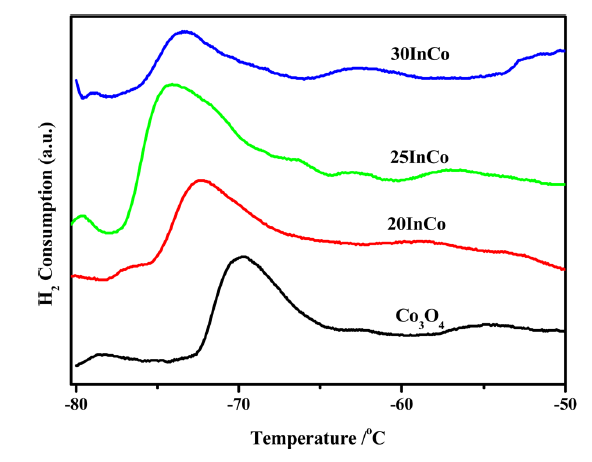 30InCo
25InCo
20InCo
Co₃O₄
H₂ Consumption (a.u.)
-80 -70 -60 -50
Temperature /°C